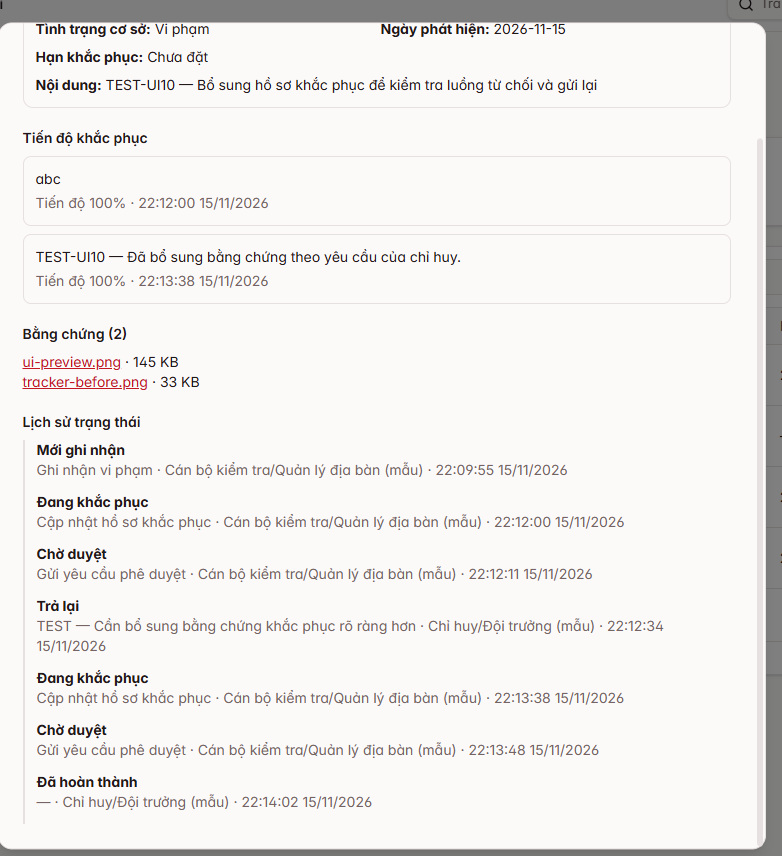 Tra
Tình trạng cơ sở: Vi phạm
Ngày phát hiện: 2026-11-15
Hạn khắc phục: Chưa đặt
Nội dung: TEST-UI10 — Bổ sung hồ sơ khắc phục để kiểm tra luồng từ chối và gửi lại
Tiến độ khắc phục
abc
Tiến độ 100% · 22:12:00 15/11/2026
TEST-UI10 — Đã bổ sung bằng chứng theo yêu cầu của chỉ huy.
Tiến độ 100% · 22:13:38 15/11/2026
Bằng chứng (2)
ui-preview.png · 145 KB
tracker-before.png · 33 KB
Lịch sử trạng thái
Mới ghi nhận
Ghi nhận vi phạm · Cán bộ kiểm tra/Quản lý địa bàn (mẫu) · 22:09:55 15/11/2026
Đang khắc phục
Cập nhật hồ sơ khắc phục · Cán bộ kiểm tra/Quản lý địa bàn (mẫu) · 22:12:00 15/11/2026
Chờ duyệt
Gửi yêu cầu phê duyệt · Cán bộ kiểm tra/Quản lý địa bàn (mẫu) · 22:12:11 15/11/2026
Trả lại
TEST — Cần bổ sung bằng chứng khắc phục rõ ràng hơn · Chỉ huy/Đội trưởng (mẫu) · 22:12:34
15/11/2026
Đang khắc phục
Cập nhật hồ sơ khắc phục · Cán bộ kiểm tra/Quản lý địa bàn (mẫu) · 22:13:38 15/11/2026
Chờ duyệt
Gửi yêu cầu phê duyệt · Cán bộ kiểm tra/Quản lý địa bàn (mẫu) · 22:13:48 15/11/2026
Đã hoàn thành
— · Chỉ huy/Đội trưởng (mẫu) · 22:14:02 15/11/2026